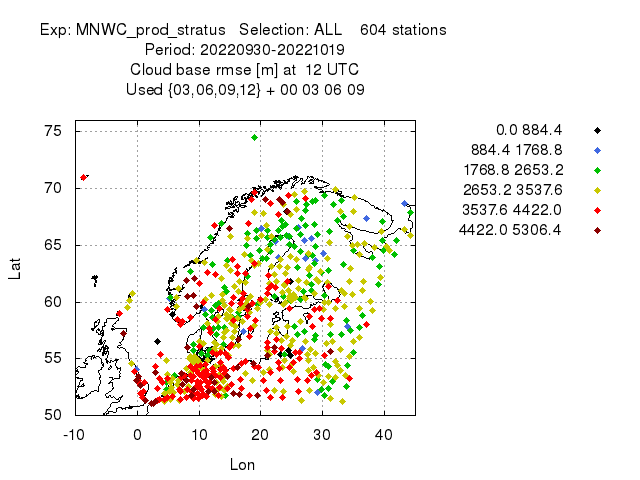 Exp: MNWC_prod_stratus   Selection: ALL    604 stations
Period: 20220930-20221019
Cloud base rmse [m] at  12 UTC
Used {03,06,09,12} + 00 03 06 09
75
70
65
60
55
50
-10 0 10 20 30 40
Lat
Lon
0.0 884.4
884.4 1768.8
1768.8 2653.2
2653.2 3537.6
3537.6 4422.0
4422.0 5306.4